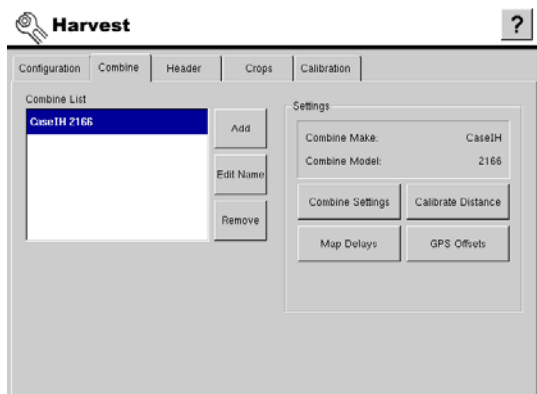 Harvest
?
Configuration Combine Header Crops Calibration
Combine List
CaseIH 2166
Add
Edit Name
Remove
Settings
Combine Make: CaseIH
Combine Model: 2166
Combine Settings Calibrate Distance
Map Delays GPS Offsets